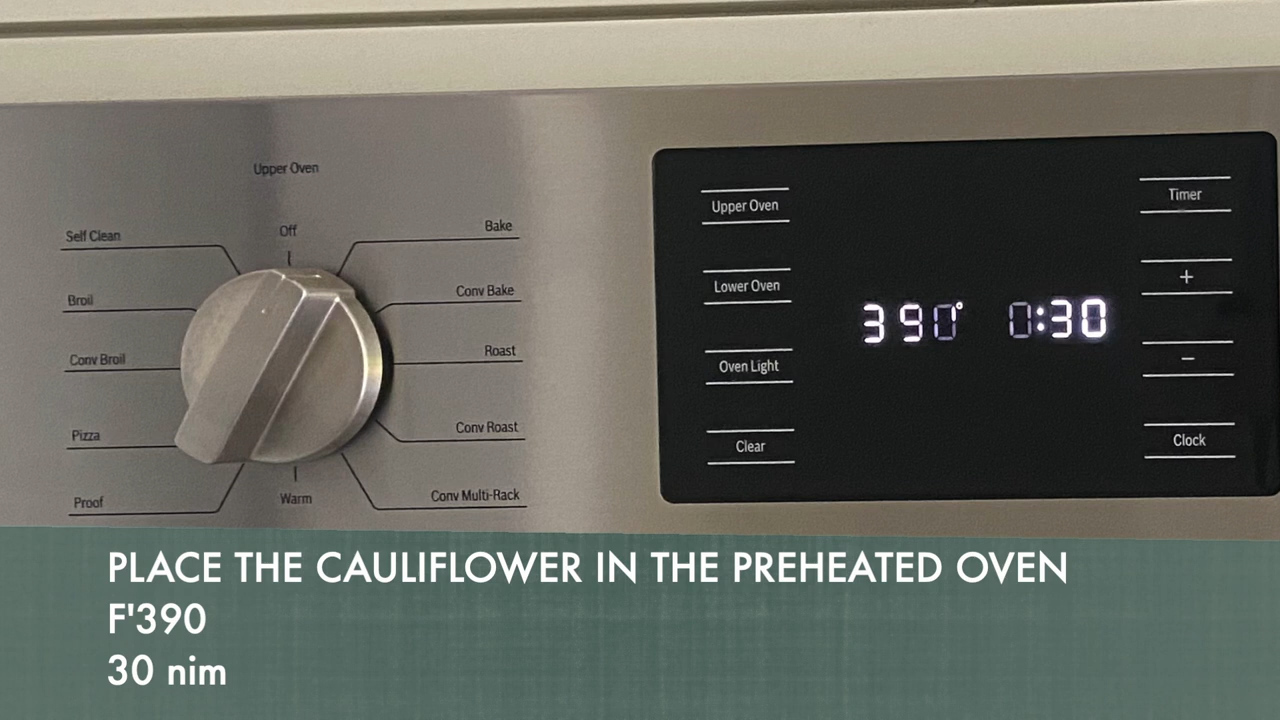 Upper Oven
Off
Self Clean
Bake
Broil
Conv Bake
Conv Broil
Roast
Pizza
Conv Roast
Proof
Warm
Conv Multi-Rack
Upper Oven
Lower Oven
Oven Light
Clear
390° 0:30
Timer
+
−
Clock
PLACE THE CAULIFLOWER IN THE PREHEATED OVEN
F'390
30 nim